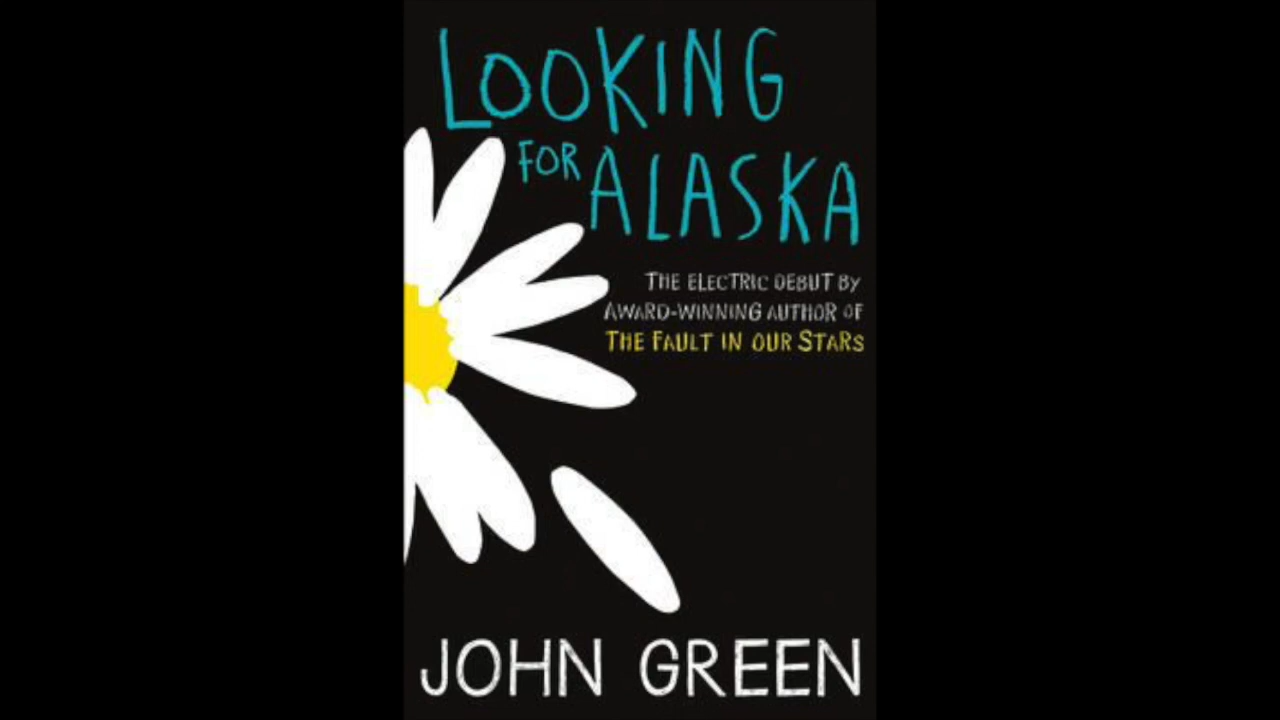 LOOKING
FOR ALASKA
THE ELECTRIC DEBUT BY
AWARD-WINNING AUTHOR OF
THE FAULT IN OUR STARS
JOHN GREEN